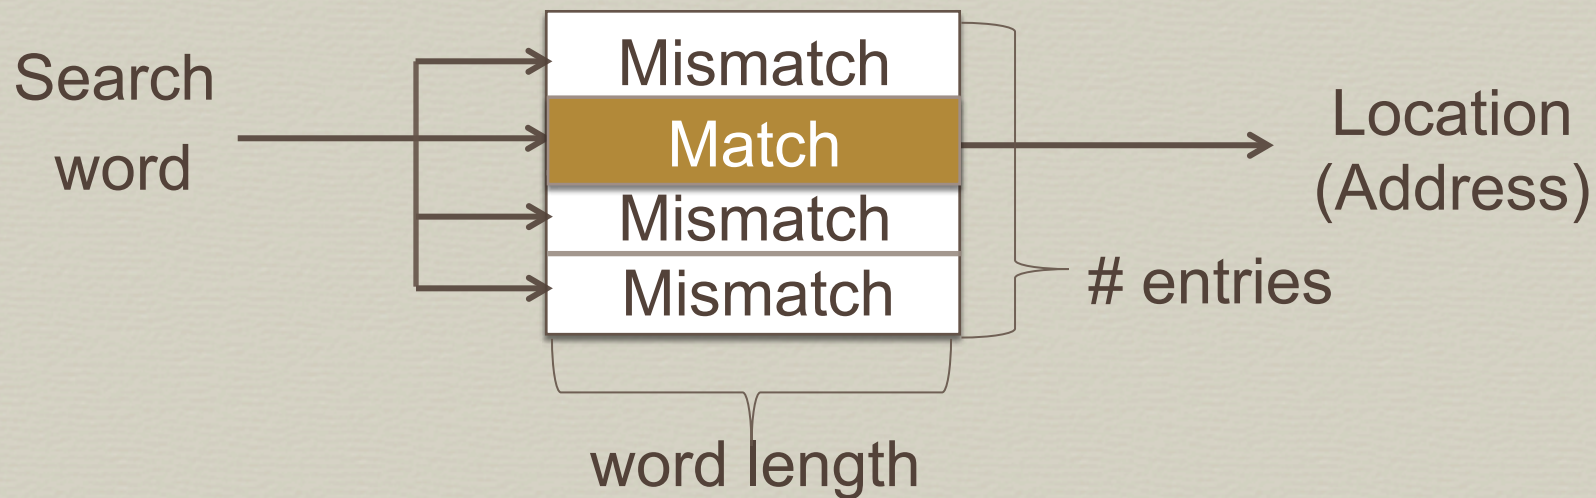 Search
word
Mismatch
Match
Mismatch
Mismatch
Location
(Address)
# entries
word length